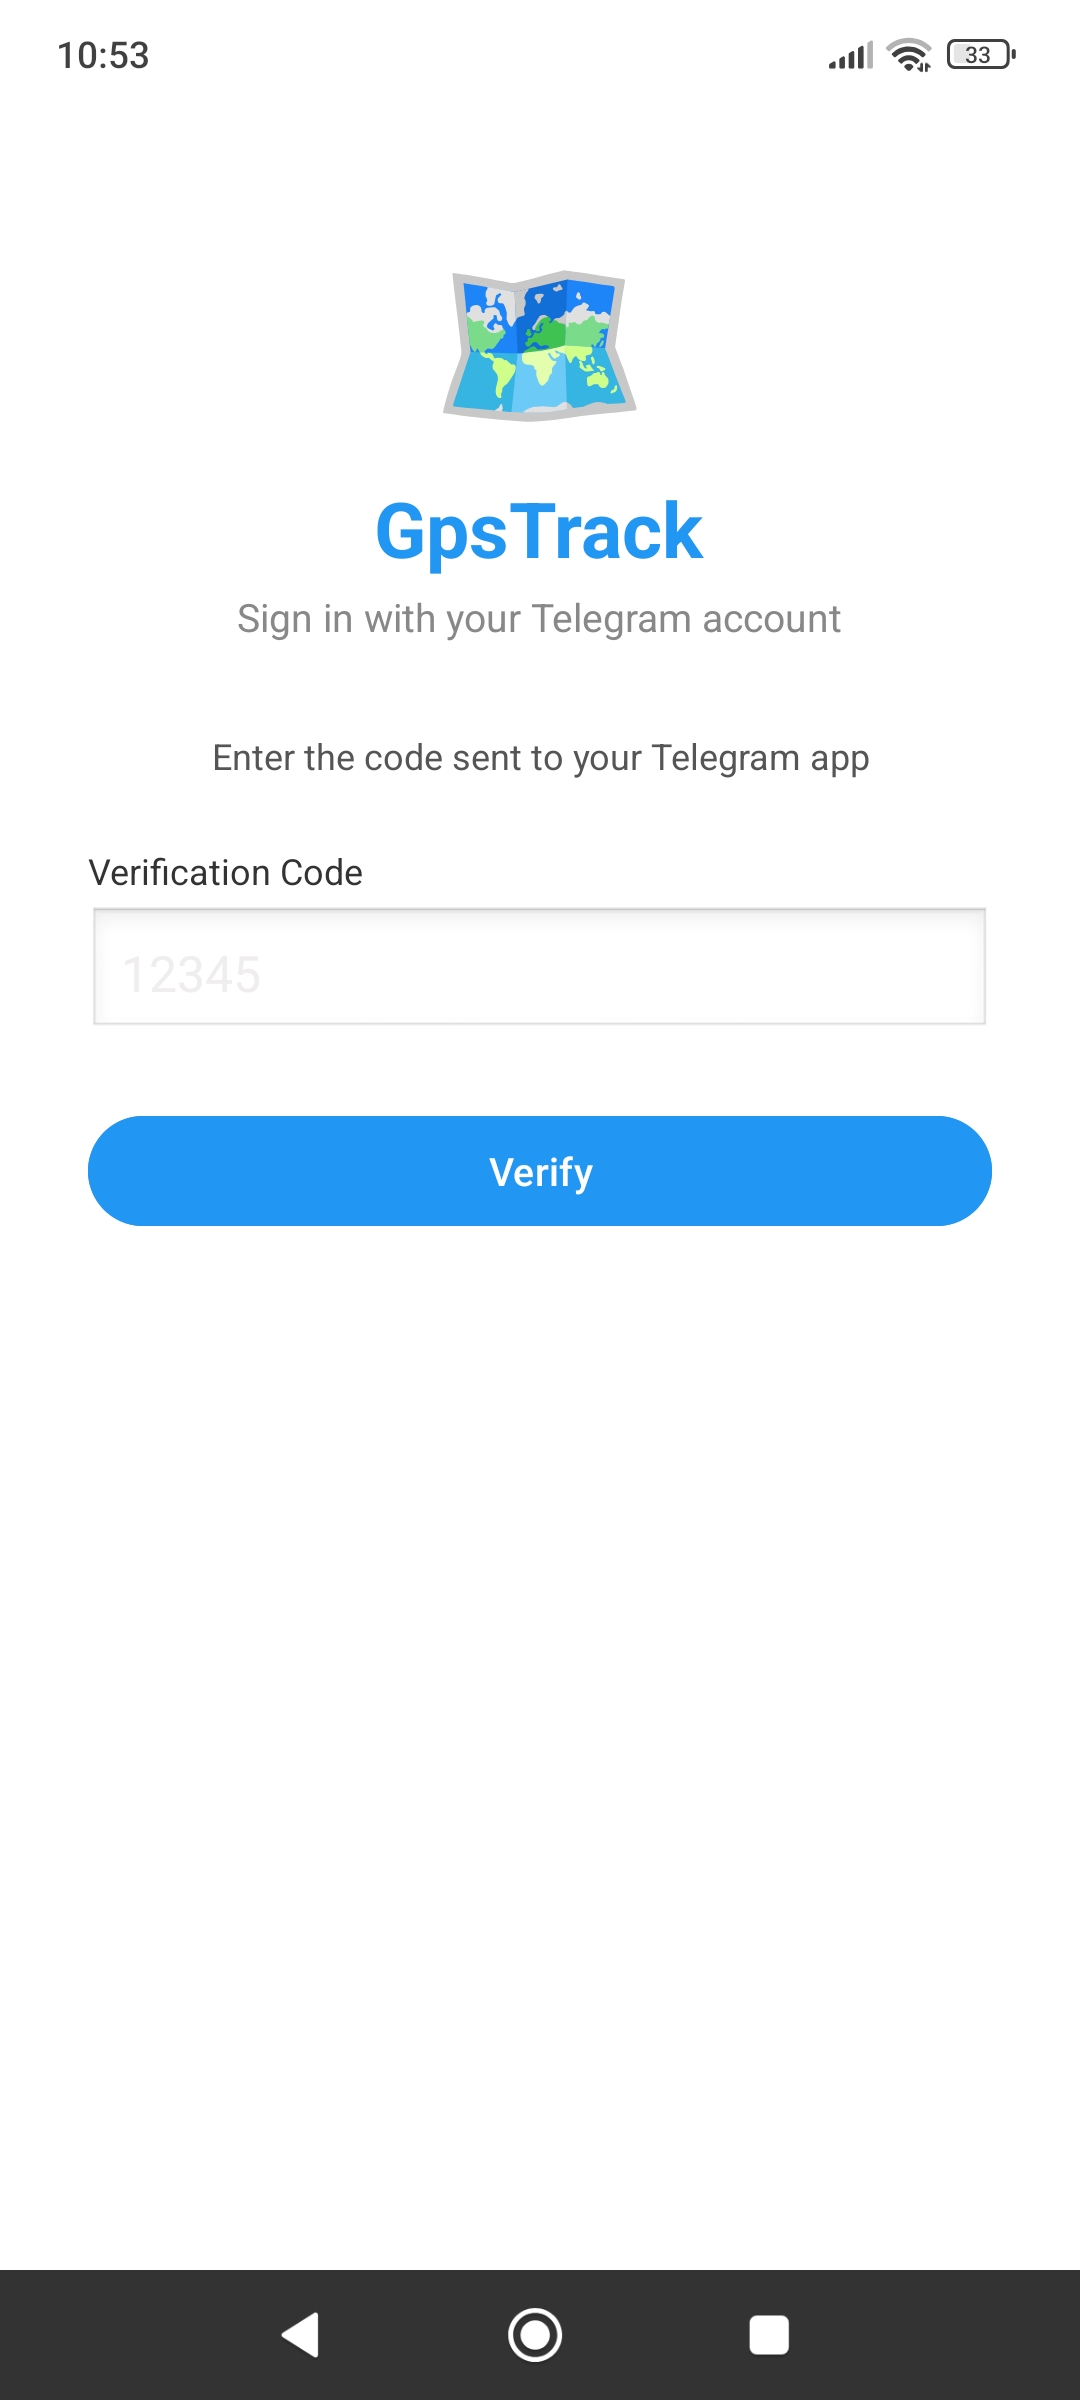 10:53
33
GpsTrack
Sign in with your Telegram account
Enter the code sent to your Telegram app
Verification Code
12345
Verify